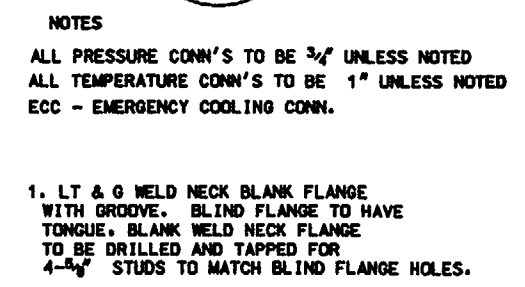 NOTES
ALL PRESSURE CONN'S TO BE 3/4" UNLESS NOTED
ALL TEMPERATURE CONN'S TO BE 1" UNLESS NOTED
ECC - EMERGENCY COOLING CONN.
1. LT & G WELD NECK BLANK FLANGE
WITH GROOVE. BLIND FLANGE TO HAVE
TONGUE. BLANK WELD NECK FLANGE
TO BE DRILLED AND TAPPED FOR
4-5/8" STUDS TO MATCH BLIND FLANGE HOLES.